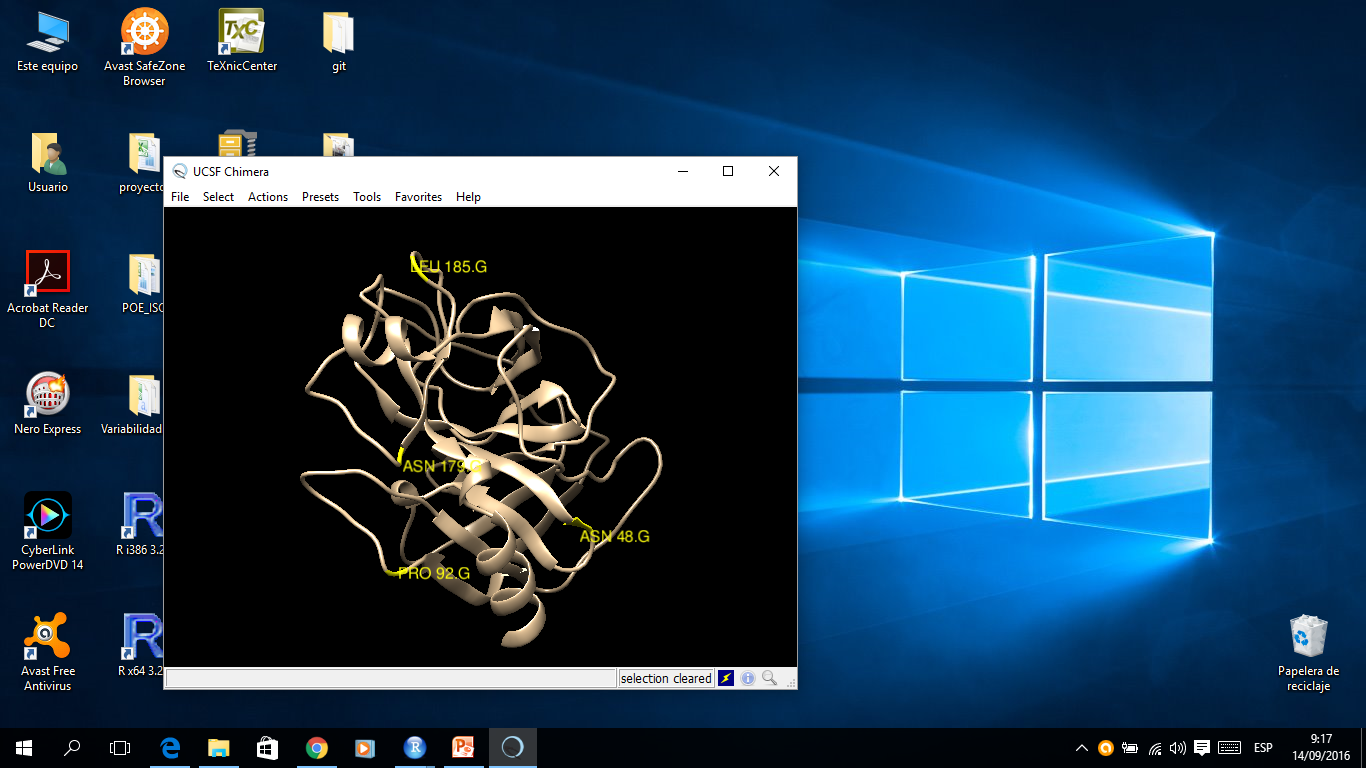 Este equipo
Avast SafeZone
Browser
TeXnicCenter
git
Usuario
proyecto
Acrobat Reader
DC
POE_ISO
Nero Express
Variabilidad
CyberLink
PowerDVD 14
R i386 3.2
Avast Free
Antivirus
R x64 3.2
UCSF Chimera
File Select Actions Presets Tools Favorites Help
LEU 185.G
ASN 179.G
ASN 48.G
PRO 92.G
selection cleared
Papelera de
reciclaje
ESP
9:17
14/09/2016